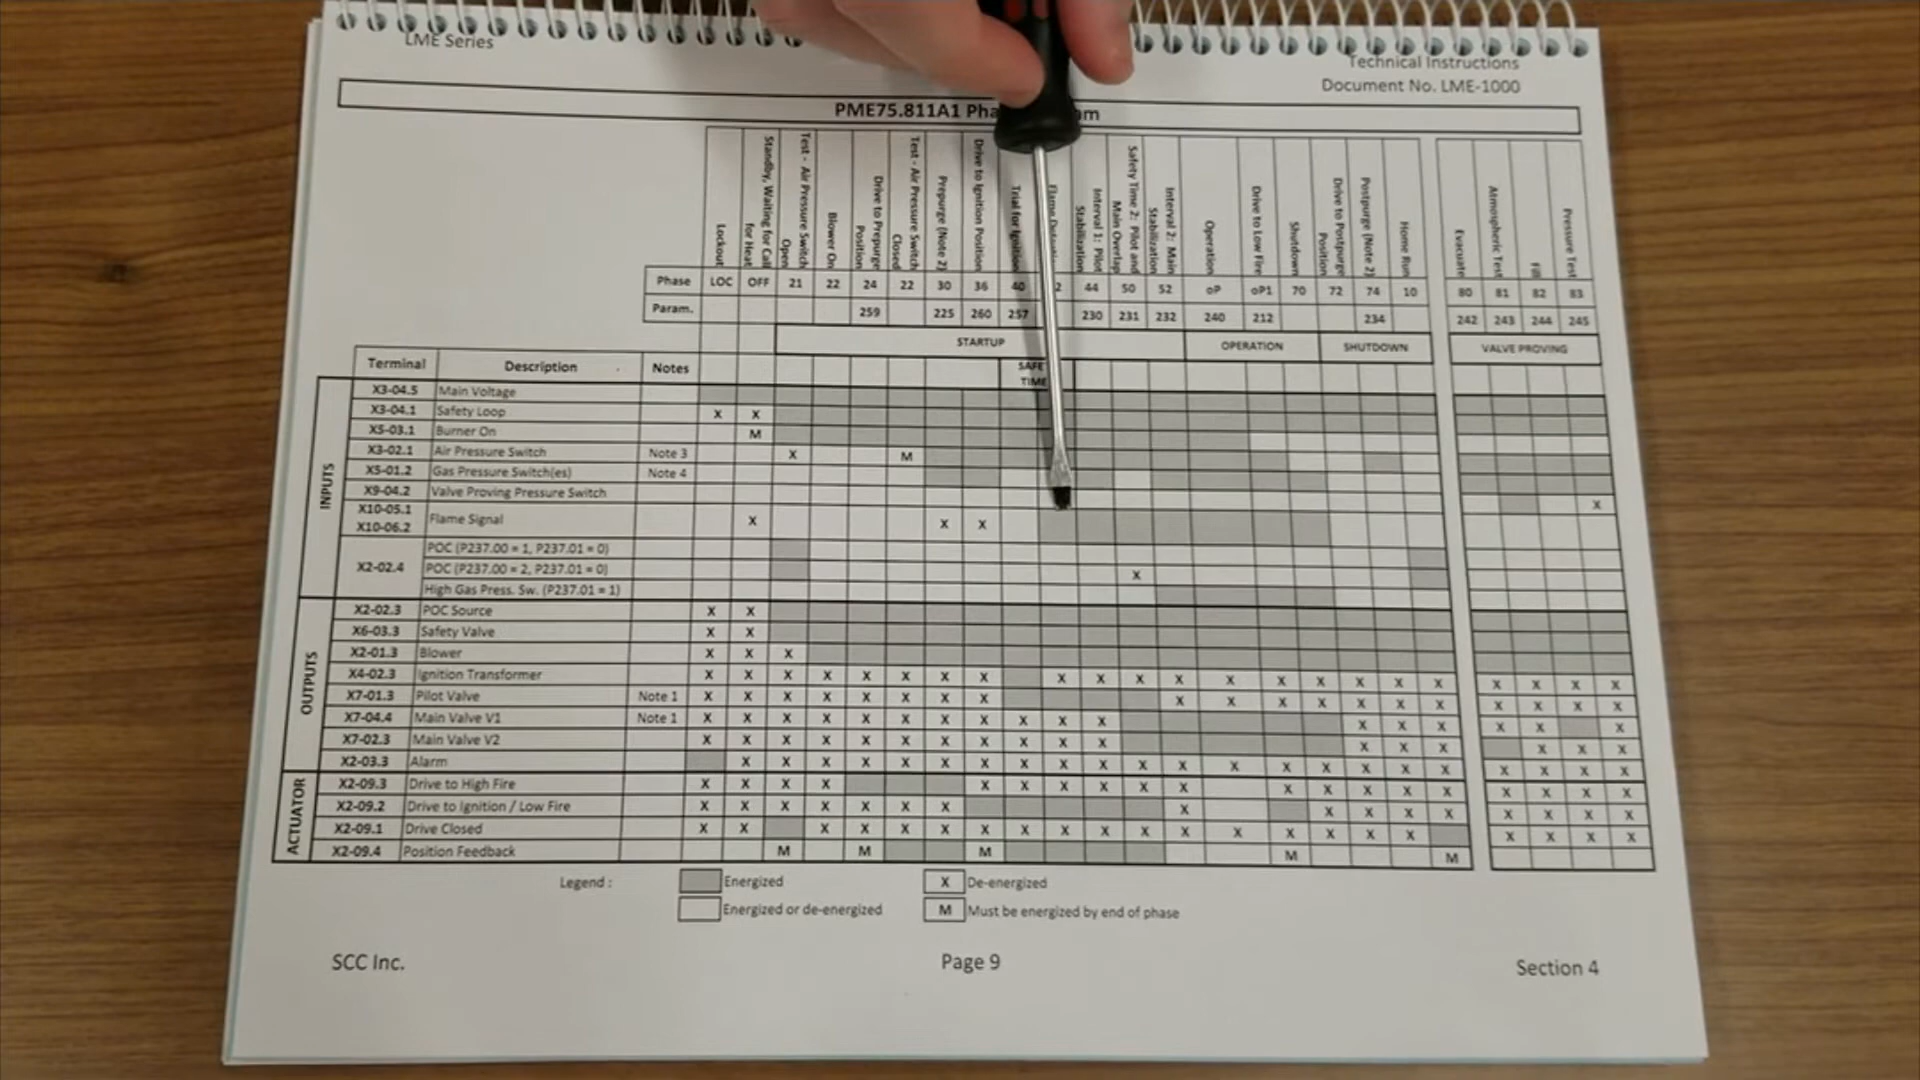 LME Series
Technical Instructions
Document No. LME-1000
PME75.811A1
Lockout
Standby, Waiting for Call for Heat
Test - Air Pressure Switch Open
Blower On
Drive to Prepurge Position
Test - Air Pressure Switch Closed
Prepurge (Note 2)
Drive to Ignition Position
Trial for Ignition
Flame
Interval 1: Pilot Stabilization
Safety Time 2: Pilot and Main Overlap
Interval 2: Main Stabilization
Operation
Drive to Low Fire
Shutdown
Drive to Postpurge Position
Postpurge (Note 2)
Home Run
Evacuate
Atmospheric Test
Fill
Pressure Test
Phase LOC OFF 21 22 24 22 30 36 40 2 44 50 52 oP oP1 70 72 74 10 80 81 82 83
Param. 259 225 260 257 230 231 232 240 212 234 242 243 244 245
STARTUP OPERATION SHUTDOWN VALVE PROVING
Terminal Description Notes
TIME
INPUTS
X3-04.5 Main Voltage
X3-04.1 Safety Loop X X
X5-03.1 Burner On M
X3-02.1 Air Pressure Switch Note 3 X M
X5-01.2 Gas Pressure Switch(es) Note 4
X9-04.2 Valve Proving Pressure Switch X
X10-05.1
X10-06.2 Flame Signal X X X
X2-02.4
POC (P237.00 = 1, P237.01 = 0)
POC (P237.00 = 2, P237.01 = 0) X
High Gas Press. Sw. (P237.01 = 1)
OUTPUTS
X2-02.3 POC Source X X
X6-03.3 Safety Valve X X
X2-01.3 Blower X X X
X4-02.3 Ignition Transformer X X X X X X X X X X X X X X X X X X X X X X X
X7-01.3 Pilot Valve Note 1 X X X X X X X X X X X X X X X X X X X X
X7-04.4 Main Valve V1 Note 1 X X X X X X X X X X X X X X X X X
X7-02.3 Main Valve V2 X X X X X X X X X X X X X X X X X
X2-03.3 Alarm X X X X X X X X X X X X X X X X X X X X X X X
ACTUATOR
X2-09.3 Drive to High Fire X X X X X X X X X X X X X X X X X X X
X2-09.2 Drive to Ignition / Low Fire X X X X X X X X X X X X X X X X
X2-09.1 Drive Closed X X X X X X X X X X X X X X X X X X X X X
X2-09.4 Position Feedback M M M M M
Legend :
Energized
X De-energized
Energized or de-energized
M Must be energized by end of phase
SCC Inc.
Page 9
Section 4